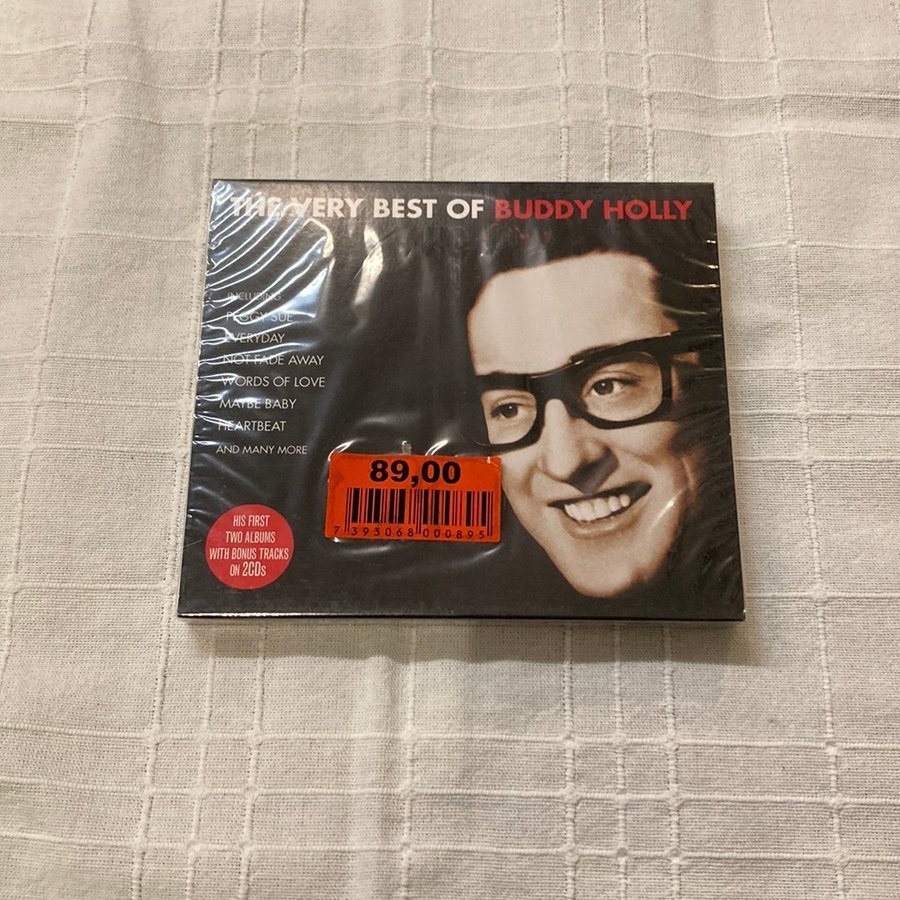 THE VERY BEST OF BUDDY HOLLY
INCLUDING:
PEGGY SUE
EVERYDAY
NOT FADE AWAY
WORDS OF LOVE
MAYBE BABY
HEARTBEAT
AND MANY MORE
89,00
7 393068 000895
HIS FIRST
TWO ALBUMS
WITH BONUS TRACKS
ON 2CDs